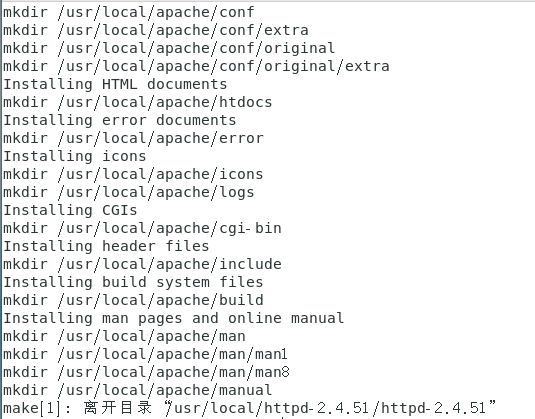 mkdir /usr/local/apache/conf
mkdir /usr/local/apache/conf/extra
mkdir /usr/local/apache/conf/original
mkdir /usr/local/apache/conf/original/extra
Installing HTML documents
mkdir /usr/local/apache/htdocs
Installing error documents
mkdir /usr/local/apache/error
Installing icons
mkdir /usr/local/apache/icons
mkdir /usr/local/apache/logs
Installing CGIs
mkdir /usr/local/apache/cgi-bin
Installing header files
mkdir /usr/local/apache/include
Installing build system files
mkdir /usr/local/apache/build
Installing man pages and online manual
mkdir /usr/local/apache/man
mkdir /usr/local/apache/man/man1
mkdir /usr/local/apache/man/man8
mkdir /usr/local/apache/manual
make[1]: 离开目录“/usr/local/httpd-2.4.51/httpd-2.4.51”